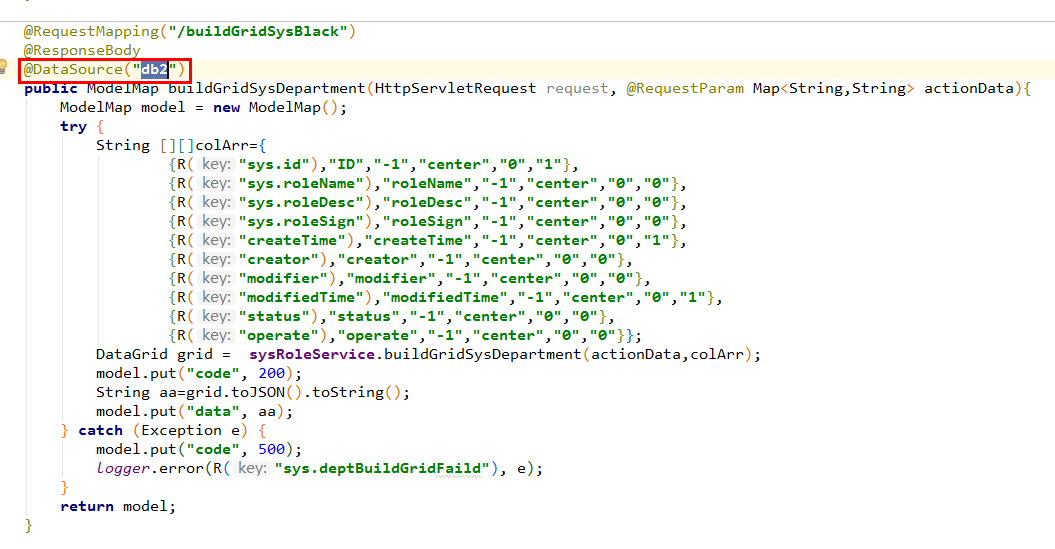 @RequestMapping("/buildGridSysBlack")
@ResponseBody
@DataSource("db2")
public ModelMap buildGridSysDepartment(HttpServletRequest request, @RequestParam Map<String,String> actionData){
ModelMap model = new ModelMap();
try {
String [][]colArr={
{R( key: "sys.id"),"ID","-1","center","0","1"},
{R( key: "sys.roleName"),"roleName","-1","center","0","0"},
{R( key: "sys.roleDesc"),"roleDesc","-1","center","0","0"},
{R( key: "sys.roleSign"),"roleSign","-1","center","0","0"},
{R( key: "createTime"),"createTime","-1","center","0","1"},
{R( key: "creator"),"creator","-1","center","0","0"},
{R( key: "modifier"),"modifier","-1","center","0","0"},
{R( key: "modifiedTime"),"modifiedTime","-1","center","0","1"},
{R( key: "status"),"status","-1","center","0","0"},
{R( key: "operate"),"operate","-1","center","0","0"}};
DataGrid grid =  sysRoleService.buildGridSysDepartment(actionData,colArr);
model.put("code", 200);
String aa=grid.toJSON().toString();
model.put("data", aa);
} catch (Exception e) {
model.put("code", 500);
logger.error(R( key: "sys.deptBuildGridFaild"), e);
}
return model;
}